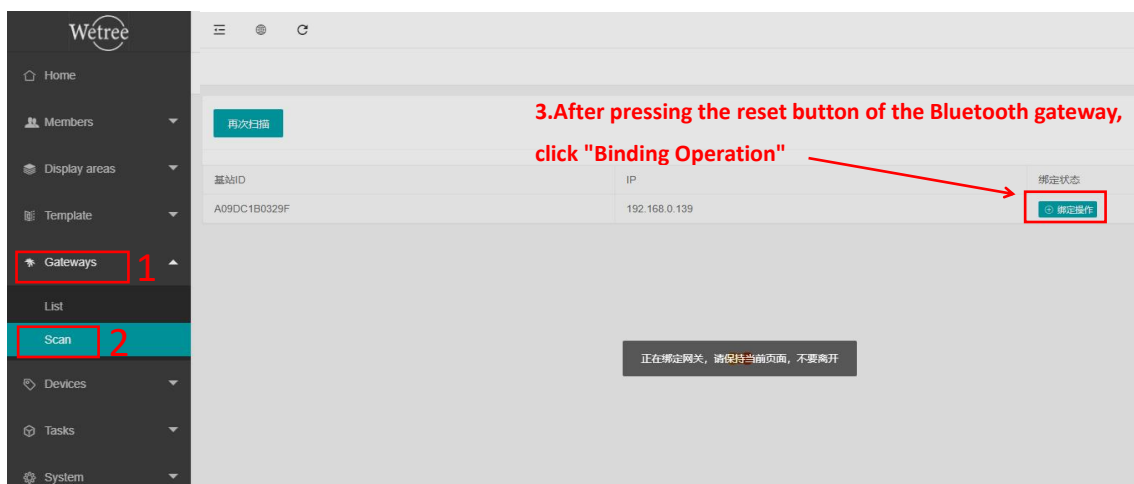 Wetree
Home
Members
Display areas
Template
Gateways
1
List
Scan
2
Devices
Tasks
System
再次扫描
3.After pressing the reset button of the Bluetooth gateway,
click "Binding Operation"
基站ID IP 绑定状态
A09DC1B0329F 192.168.0.139 绑定操作
正在绑定网关，请保持当前页面，不要离开